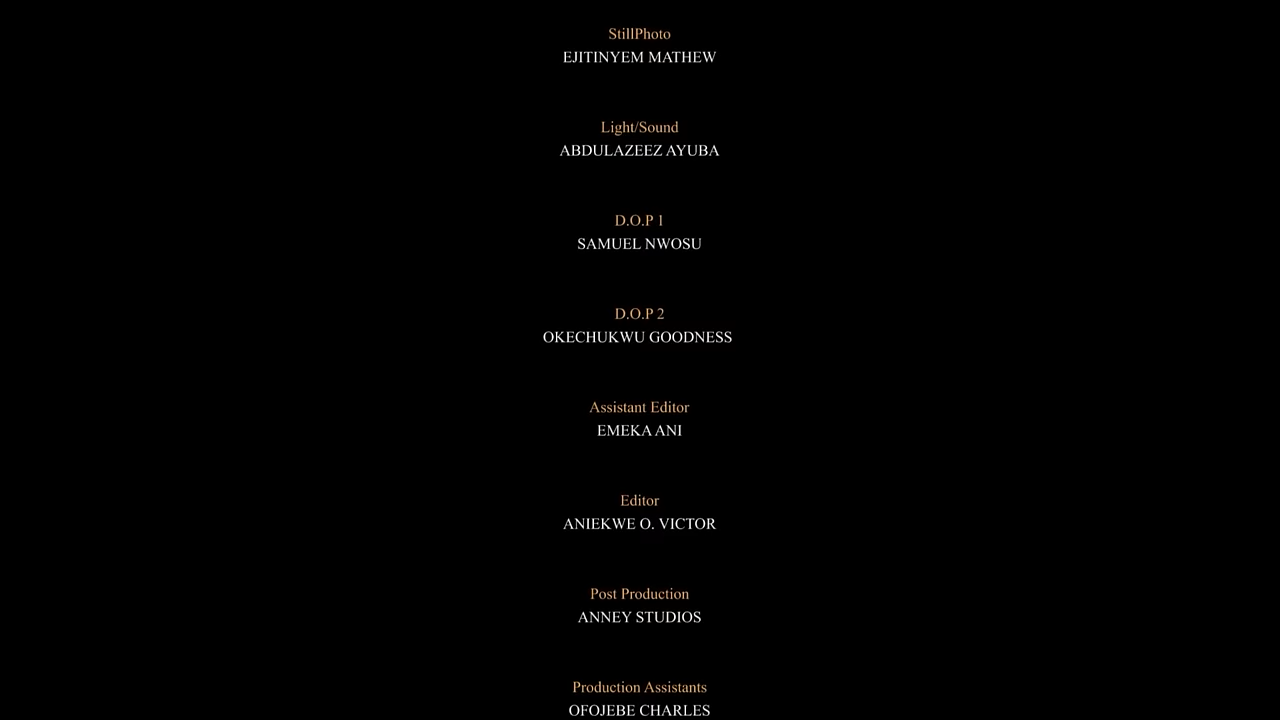 StillPhoto
EJITINYEM MATHEW
Light/Sound
ABDULAZEEZ AYUBA
D.O.P 1
SAMUEL NWOSU
D.O.P 2
OKECHUKWU GOODNESS
Assistant Editor
EMEKA ANI
Editor
ANIEKWE O. VICTOR
Post Production
ANNEY STUDIOS
Production Assistants
OFOJEBE CHARLES